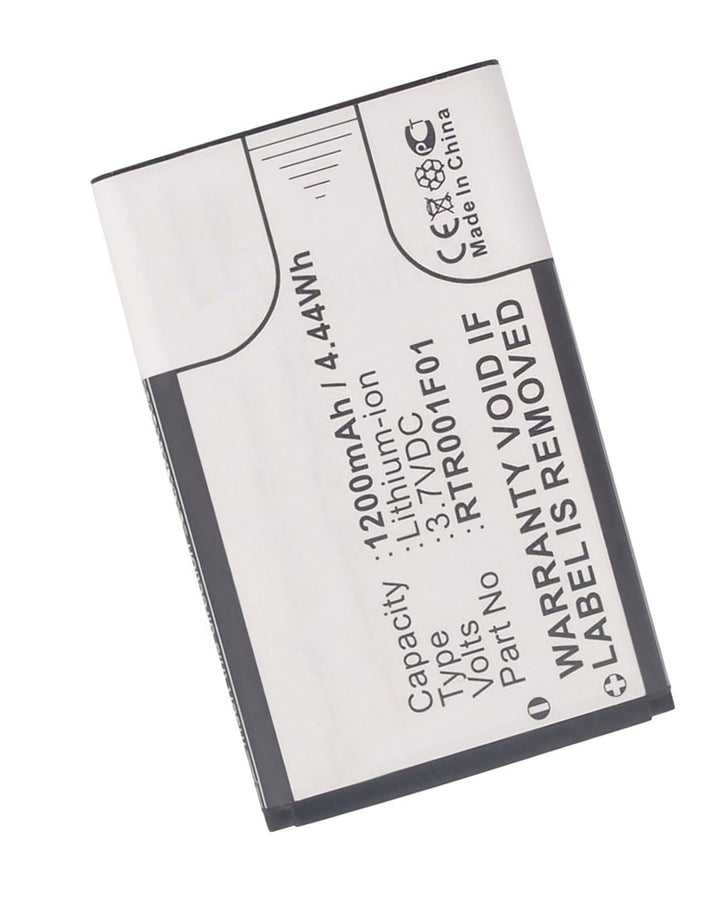 Capacity :1200mAh / 4.44Wh
Type :Lithium-ion
Volts :3.7VDC
Part No :RTR001F01
WARRANTY VOID IF
LABEL IS REMOVED
CE PCT
Made In China